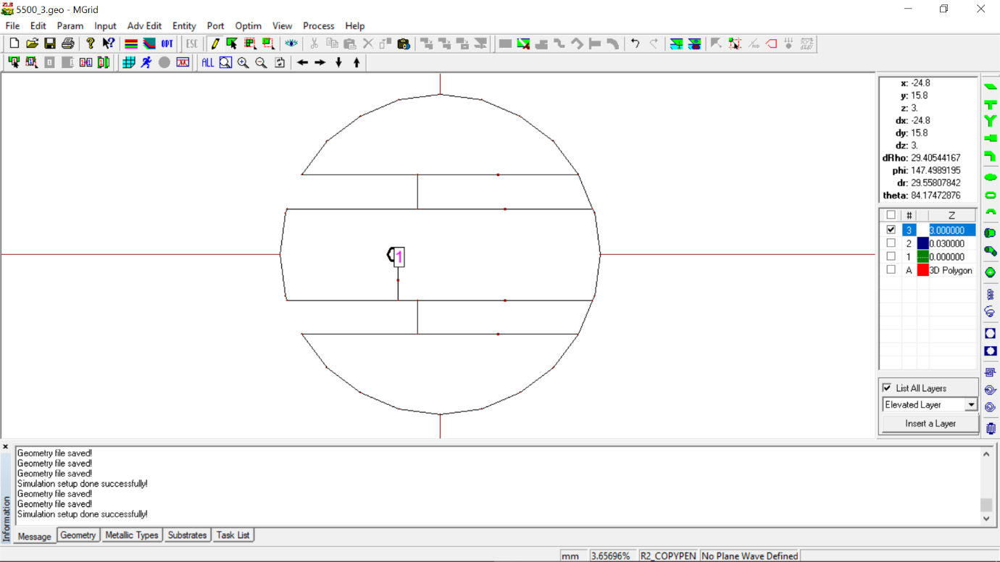 5500_3.geo - MGrid
File Edit Param Input Adv Edit Entity Port Optim View Process Help
OPT ESC
ALL
x: -24.8
y: 15.8
z: 3.
dx: -24.8
dy: 15.8
dz: 3.
dRho: 29.40544167
phi: 147.4989195
dr: 29.55807842
theta: 84.17472876
# Z
3 3.000000
2 0.030000
1 0.000000
A 3D Polygon
1
List All Layers
Elevated Layer
Insert a Layer
Information
Geometry file saved!
Geometry file saved!
Geometry file saved!
Simulation setup done successfully!
Geometry file saved!
Geometry file saved!
Simulation setup done successfully!
Message Geometry Metallic Types Substrates Task List
mm 3.65696% R2_COPYPEN No Plane Wave Defined